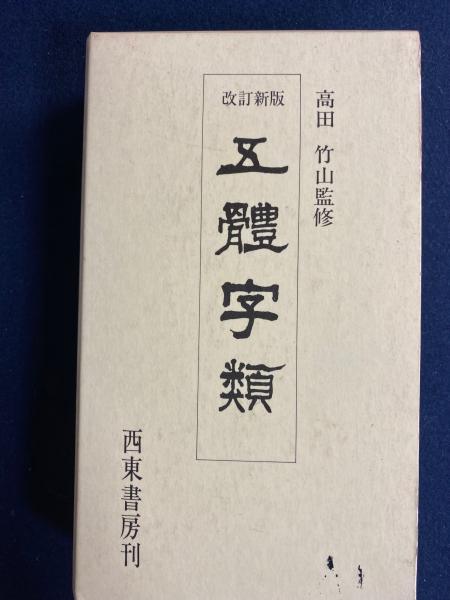 高田 竹山監修
改訂新版
五體字類
西東書房刊